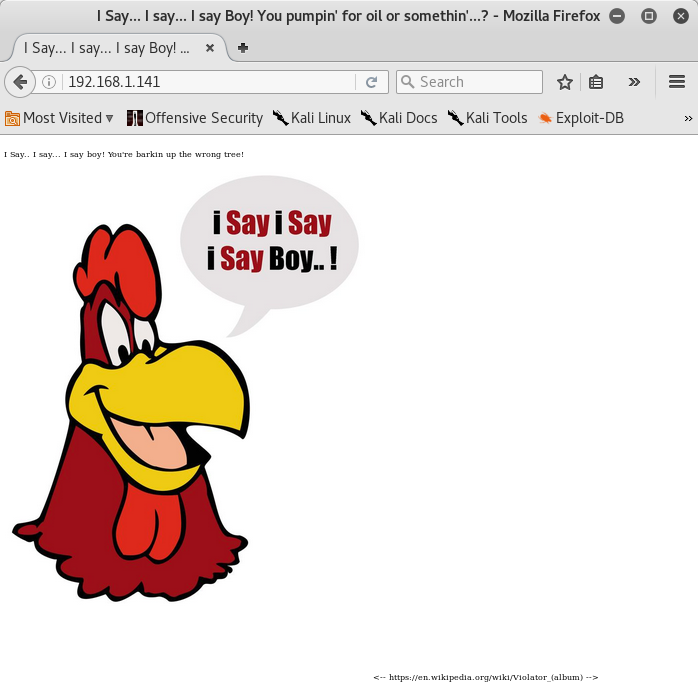 I Say... I say... I say Boy! You pumpin' for oil or somethin'...? - Mozilla Firefox
I Say... I say... I say Boy! ...
192.168.1.141
Search
Most Visited
Offensive Security
Kali Linux
Kali Docs
Kali Tools
Exploit-DB
I Say.. I say... I say boy! You're barkin up the wrong tree!
i Say i Say
i Say Boy.. !
<-- https://en.wikipedia.org/wiki/Violator_(album) -->